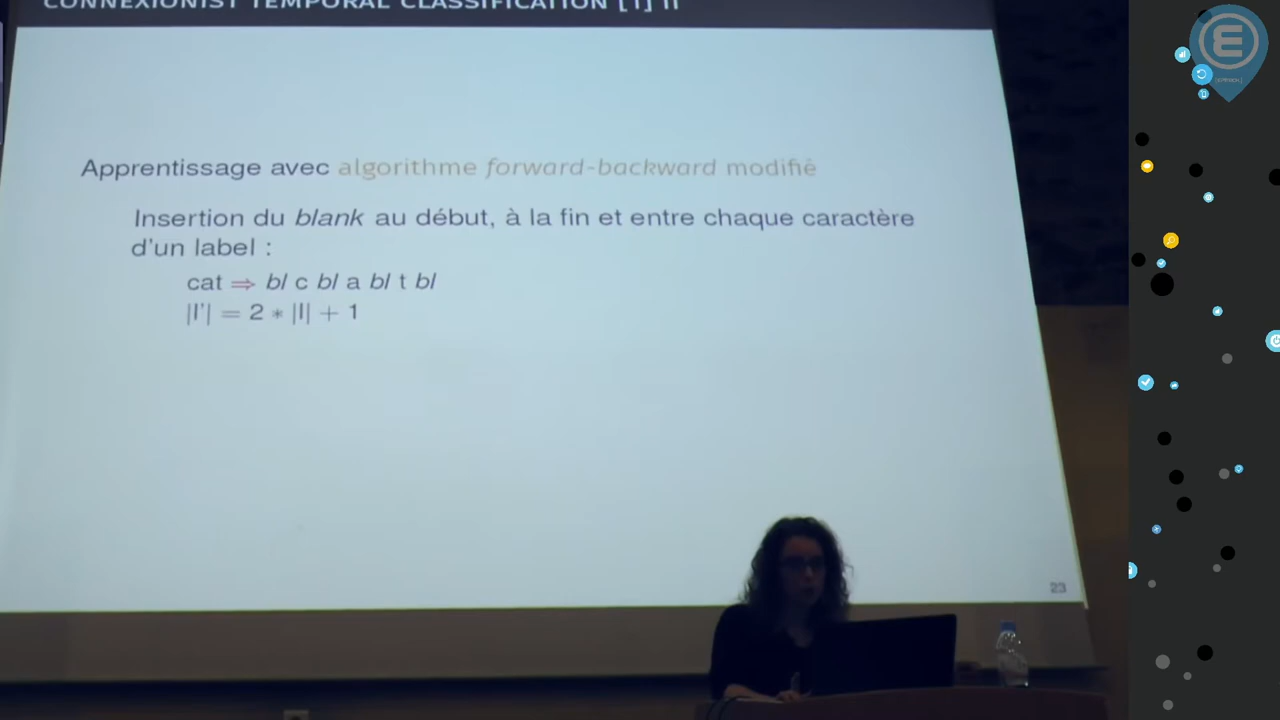 CONNEXIONIST TEMPORAL CLASSIFICATION [1] II
Apprentissage avec algorithme forward-backward modifié
Insertion du blank au début, à la fin et entre chaque caractère
d'un label :
cat ⇒ bl c bl a bl t bl
|l'| = 2 * |l| + 1
23